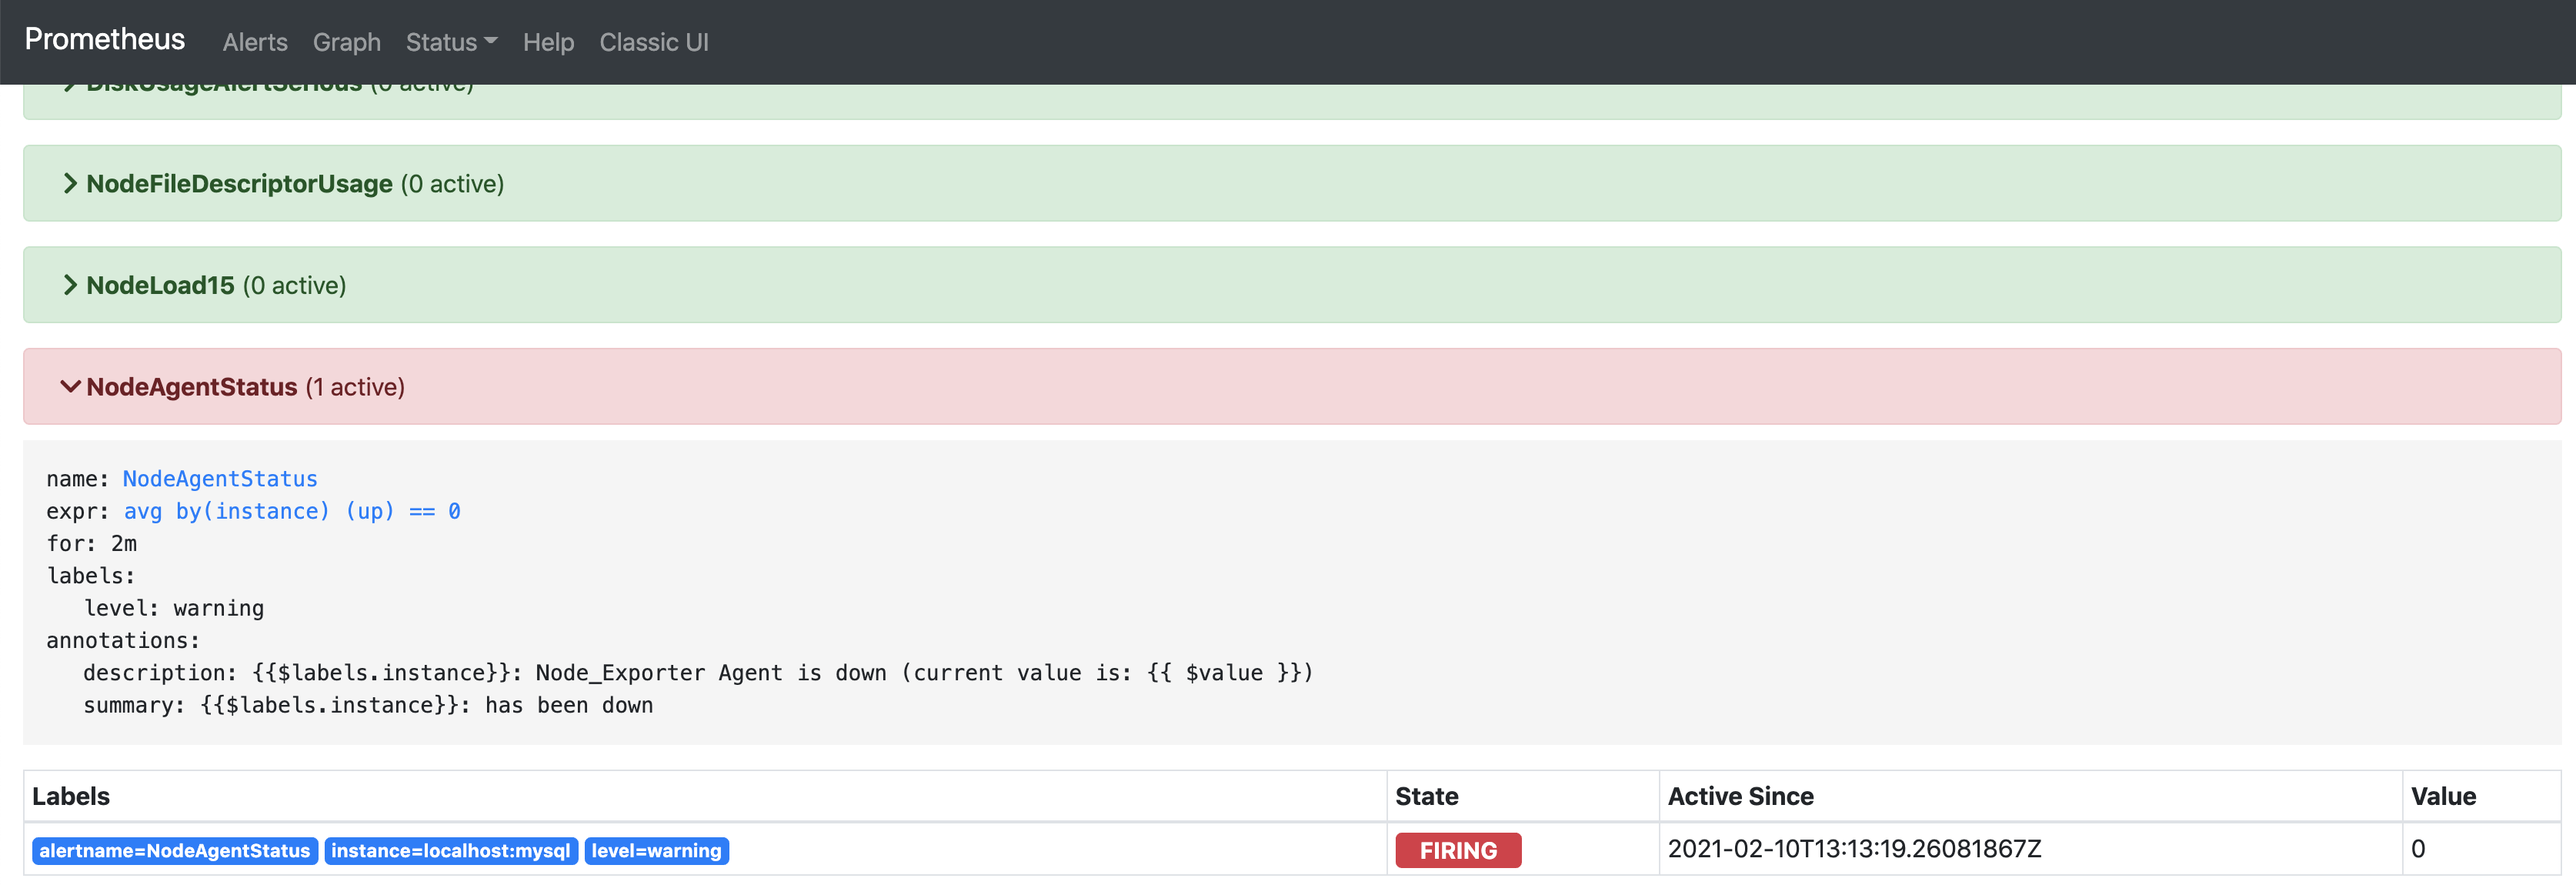 Prometheus Alerts Graph Status Help Classic UI
DiskUsageAlertSerious (0 active)
NodeFileDescriptorUsage (0 active)
NodeLoad15 (0 active)
NodeAgentStatus (1 active)
name: NodeAgentStatus
expr: avg by(instance) (up) == 0
for: 2m
labels:
level: warning
annotations:
description: {{$labels.instance}}: Node_Exporter Agent is down (current value is: {{ $value }})
summary: {{$labels.instance}}: has been down
Labels State Active Since Value
alertname=NodeAgentStatus instance=localhost:mysql level=warning FIRING 2021-02-10T13:13:19.26081867Z 0